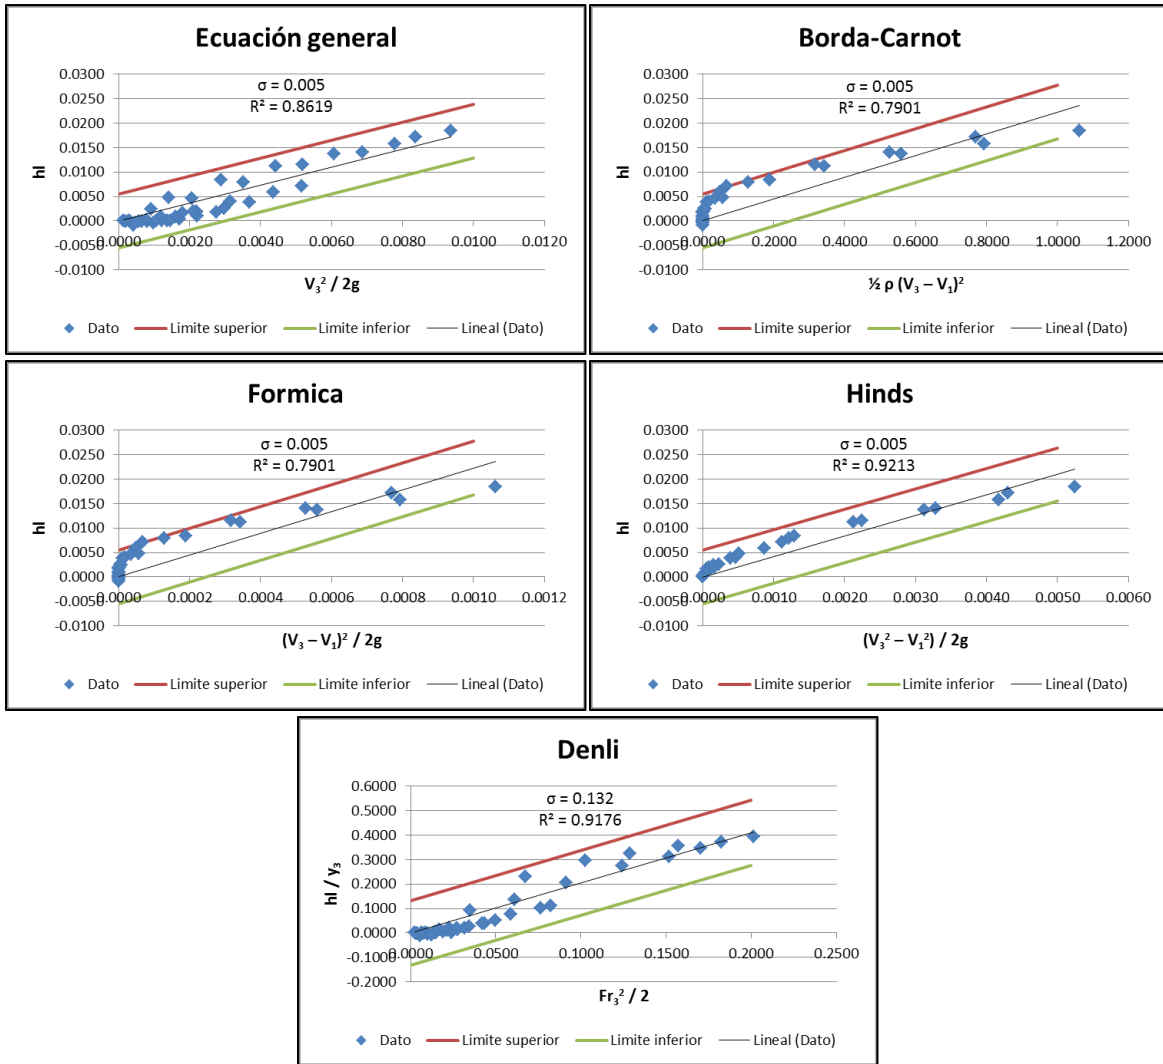 Ecuación general
σ = 0.005
R² = 0.8619
hl
0.0300
0.0250
0.0200
0.0150
0.0100
0.0050
0.0000
-0.0050
-0.0100
0.0000 0.0020 0.0040 0.0060 0.0080 0.0100 0.0120
V₃² / 2g
Dato Limite superior Limite inferior Lineal (Dato)
Borda-Carnot
σ = 0.005
R² = 0.7901
hl
0.0300
0.0250
0.0200
0.0150
0.0100
0.0050
0.0000
-0.0050
-0.0100
0.0000 0.2000 0.4000 0.6000 0.8000 1.0000 1.2000
½ ρ (V₃ – V₁)²
Dato Limite superior Limite inferior Lineal (Dato)
Formica
σ = 0.005
R² = 0.7901
hl
0.0300
0.0250
0.0200
0.0150
0.0100
0.0050
0.0000
-0.0050
-0.0100
0.0000 0.0002 0.0004 0.0006 0.0008 0.0010 0.0012
(V₃ – V₁)² / 2g
Dato Limite superior Limite inferior Lineal (Dato)
Hinds
σ = 0.005
R² = 0.9213
hl
0.0300
0.0250
0.0200
0.0150
0.0100
0.0050
0.0000
-0.0050
-0.0100
0.0000 0.0010 0.0020 0.0030 0.0040 0.0050 0.0060
(V₃² – V₁²) / 2g
Dato Limite superior Limite inferior Lineal (Dato)
Denli
σ = 0.132
R² = 0.9176
hl / y₃
0.6000
0.5000
0.4000
0.3000
0.2000
0.1000
0.0000
-0.1000
-0.2000
0.0000 0.0500 0.1000 0.1500 0.2000 0.2500
Fr₃² / 2
Dato Limite superior Limite inferior Lineal (Dato)